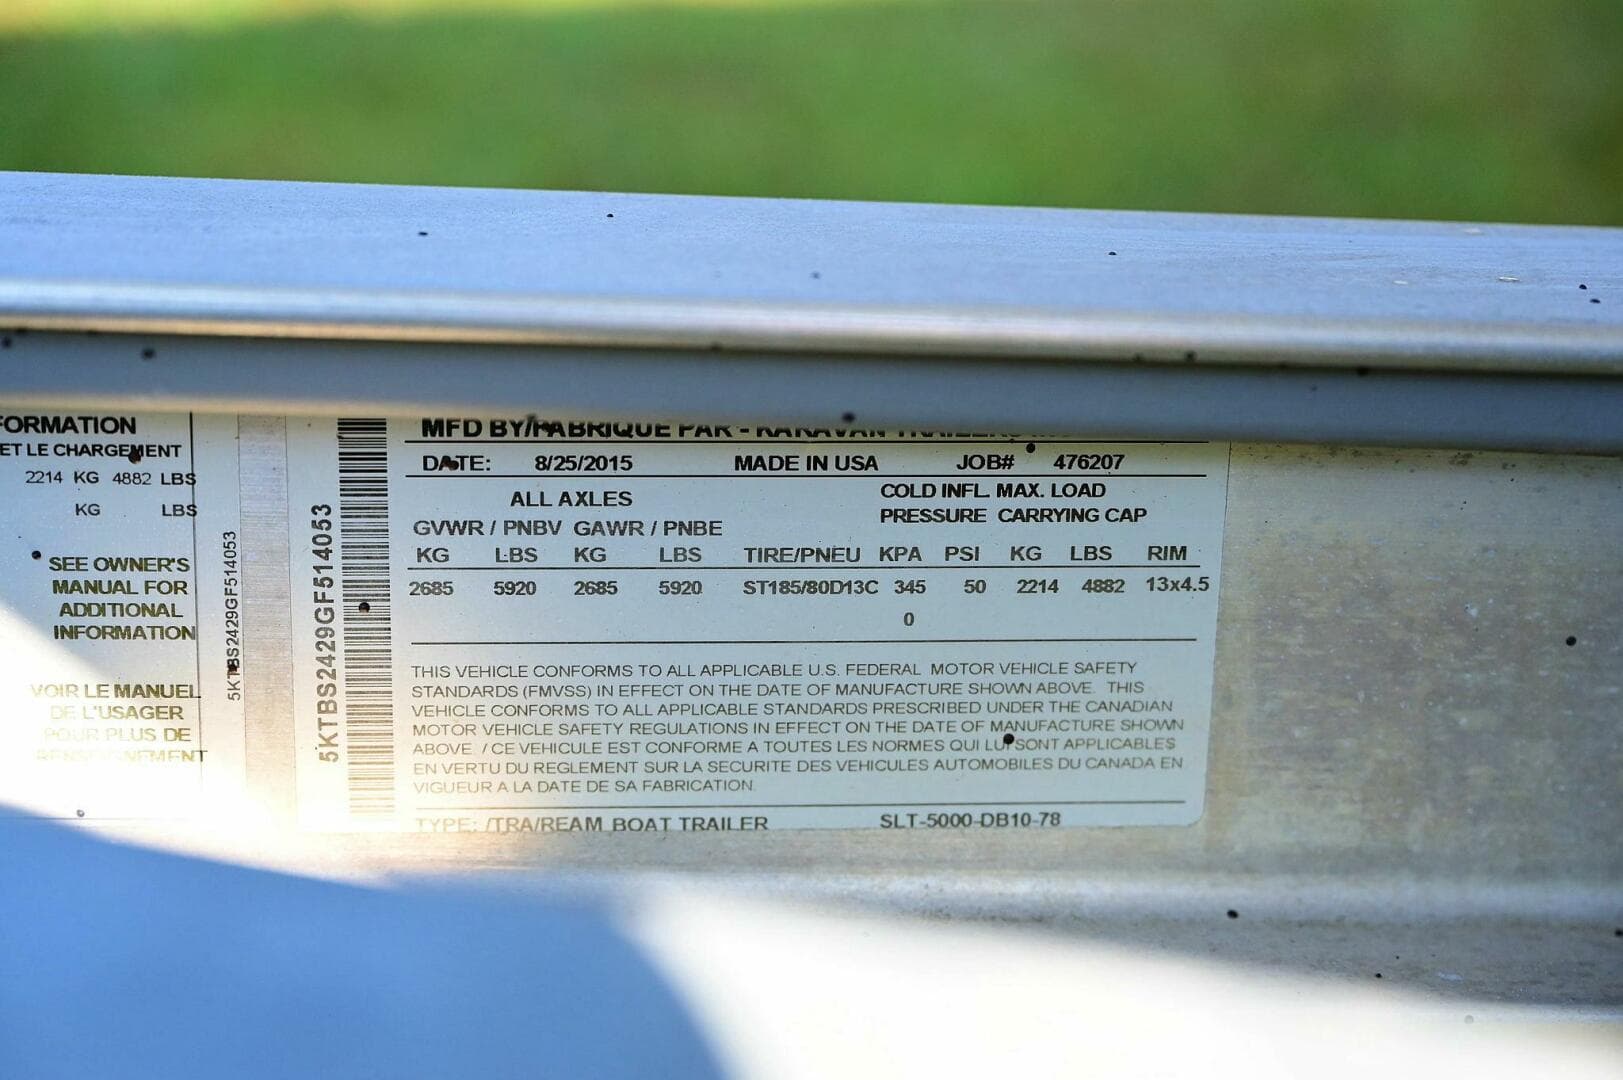 FORMATION
ET LE CHARGEMENT
2214 KG 4882 LBS
KG LBS
SEE OWNER'S
MANUAL FOR
ADDITIONAL
INFORMATION
VOIR LE MANUEL
DE L'USAGER
POUR PLUS DE
RENSEIGNEMENT
5KTBS2429GF514053
5KTBS2429GF514053
MFD BY/FABRIQUE PAR - KARAVAN TRAILERS
DATE: 8/25/2015 MADE IN USA JOB# 476207
ALL AXLES COLD INFL. MAX. LOAD
GVWR / PNBV GAWR / PNBE PRESSURE CARRYING CAP
KG LBS KG LBS TIRE/PNEU KPA PSI KG LBS RIM
2685 5920 2685 5920 ST185/80D13C 345 50 2214 4882 13x4.5
0
THIS VEHICLE CONFORMS TO ALL APPLICABLE U.S. FEDERAL MOTOR VEHICLE SAFETY
STANDARDS (FMVSS) IN EFFECT ON THE DATE OF MANUFACTURE SHOWN ABOVE. THIS
VEHICLE CONFORMS TO ALL APPLICABLE STANDARDS PRESCRIBED UNDER THE CANADIAN
MOTOR VEHICLE SAFETY REGULATIONS IN EFFECT ON THE DATE OF MANUFACTURE SHOWN
ABOVE / CE VEHICULE EST CONFORME A TOUTES LES NORMES QUI LUI SONT APPLICABLES
EN VERTU DU REGLEMENT SUR LA SECURITE DES VEHICULES AUTOMOBILES DU CANADA EN
VIGUEUR A LA DATE DE SA FABRICATION.
TYPE: /TRA/REAM BOAT TRAILER SLT-5000-DB10-78